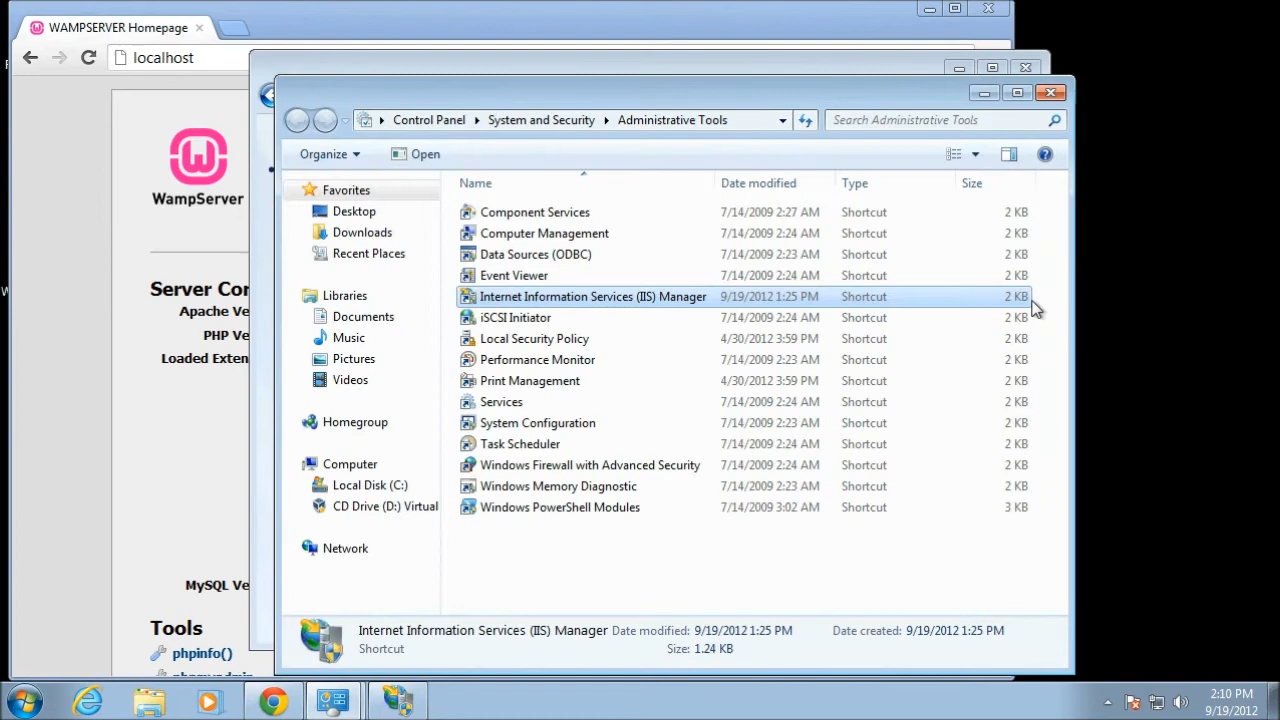 WAMPSERVER Homepage
localhost
WampServer
Server Cor
Apache Ve
PHP Ve
Loaded Exten
MySQL Ve
Tools
phpinfo()
Control Panel System and Security Administrative Tools
Search Administrative Tools
Organize Open
Name Date modified Type Size
Favorites
Desktop
Downloads
Recent Places
Libraries
Documents
Music
Pictures
Videos
Homegroup
Computer
Local Disk (C:)
CD Drive (D:) Virtual
Network
Component Services 7/14/2009 2:27 AM Shortcut 2 KB
Computer Management 7/14/2009 2:24 AM Shortcut 2 KB
Data Sources (ODBC) 7/14/2009 2:23 AM Shortcut 2 KB
Event Viewer 7/14/2009 2:24 AM Shortcut 2 KB
Internet Information Services (IIS) Manager 9/19/2012 1:25 PM Shortcut 2 KB
iSCSI Initiator 7/14/2009 2:24 AM Shortcut 2 KB
Local Security Policy 4/30/2012 3:59 PM Shortcut 2 KB
Performance Monitor 7/14/2009 2:23 AM Shortcut 2 KB
Print Management 4/30/2012 3:59 PM Shortcut 2 KB
Services 7/14/2009 2:24 AM Shortcut 2 KB
System Configuration 7/14/2009 2:23 AM Shortcut 2 KB
Task Scheduler 7/14/2009 2:24 AM Shortcut 2 KB
Windows Firewall with Advanced Security 7/14/2009 2:24 AM Shortcut 2 KB
Windows Memory Diagnostic 7/14/2009 2:23 AM Shortcut 2 KB
Windows PowerShell Modules 7/14/2009 3:02 AM Shortcut 3 KB
Internet Information Services (IIS) Manager Date modified: 9/19/2012 1:25 PM Date created: 9/19/2012 1:25 PM
Shortcut Size: 1.24 KB
2:10 PM
9/19/2012